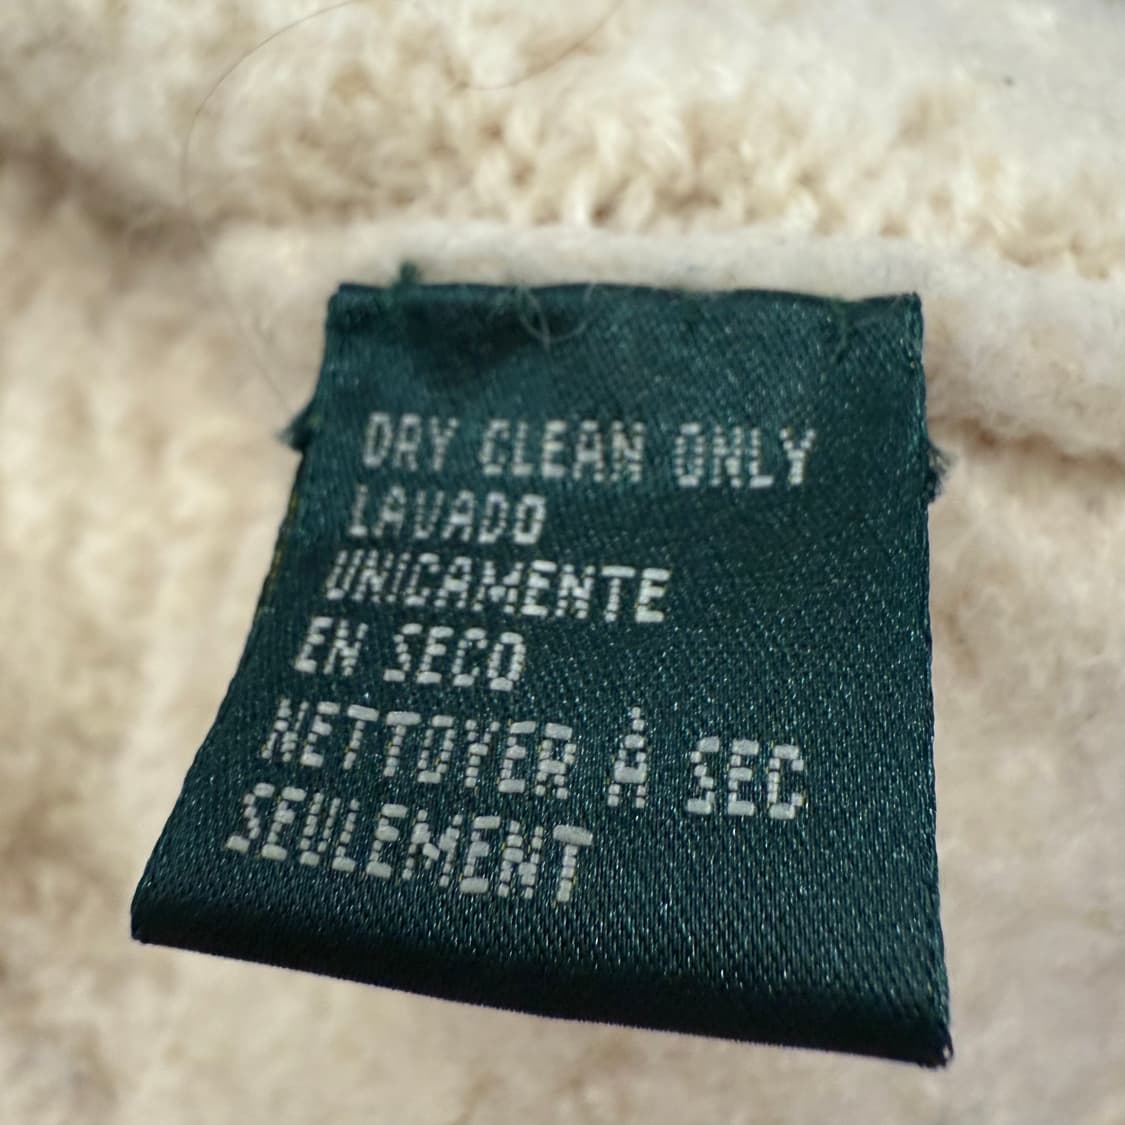 DRY CLEAN ONLY
LAVADO
UNICAMENTE
EN SECO
NETTOYER À SEC
SEULEMENT